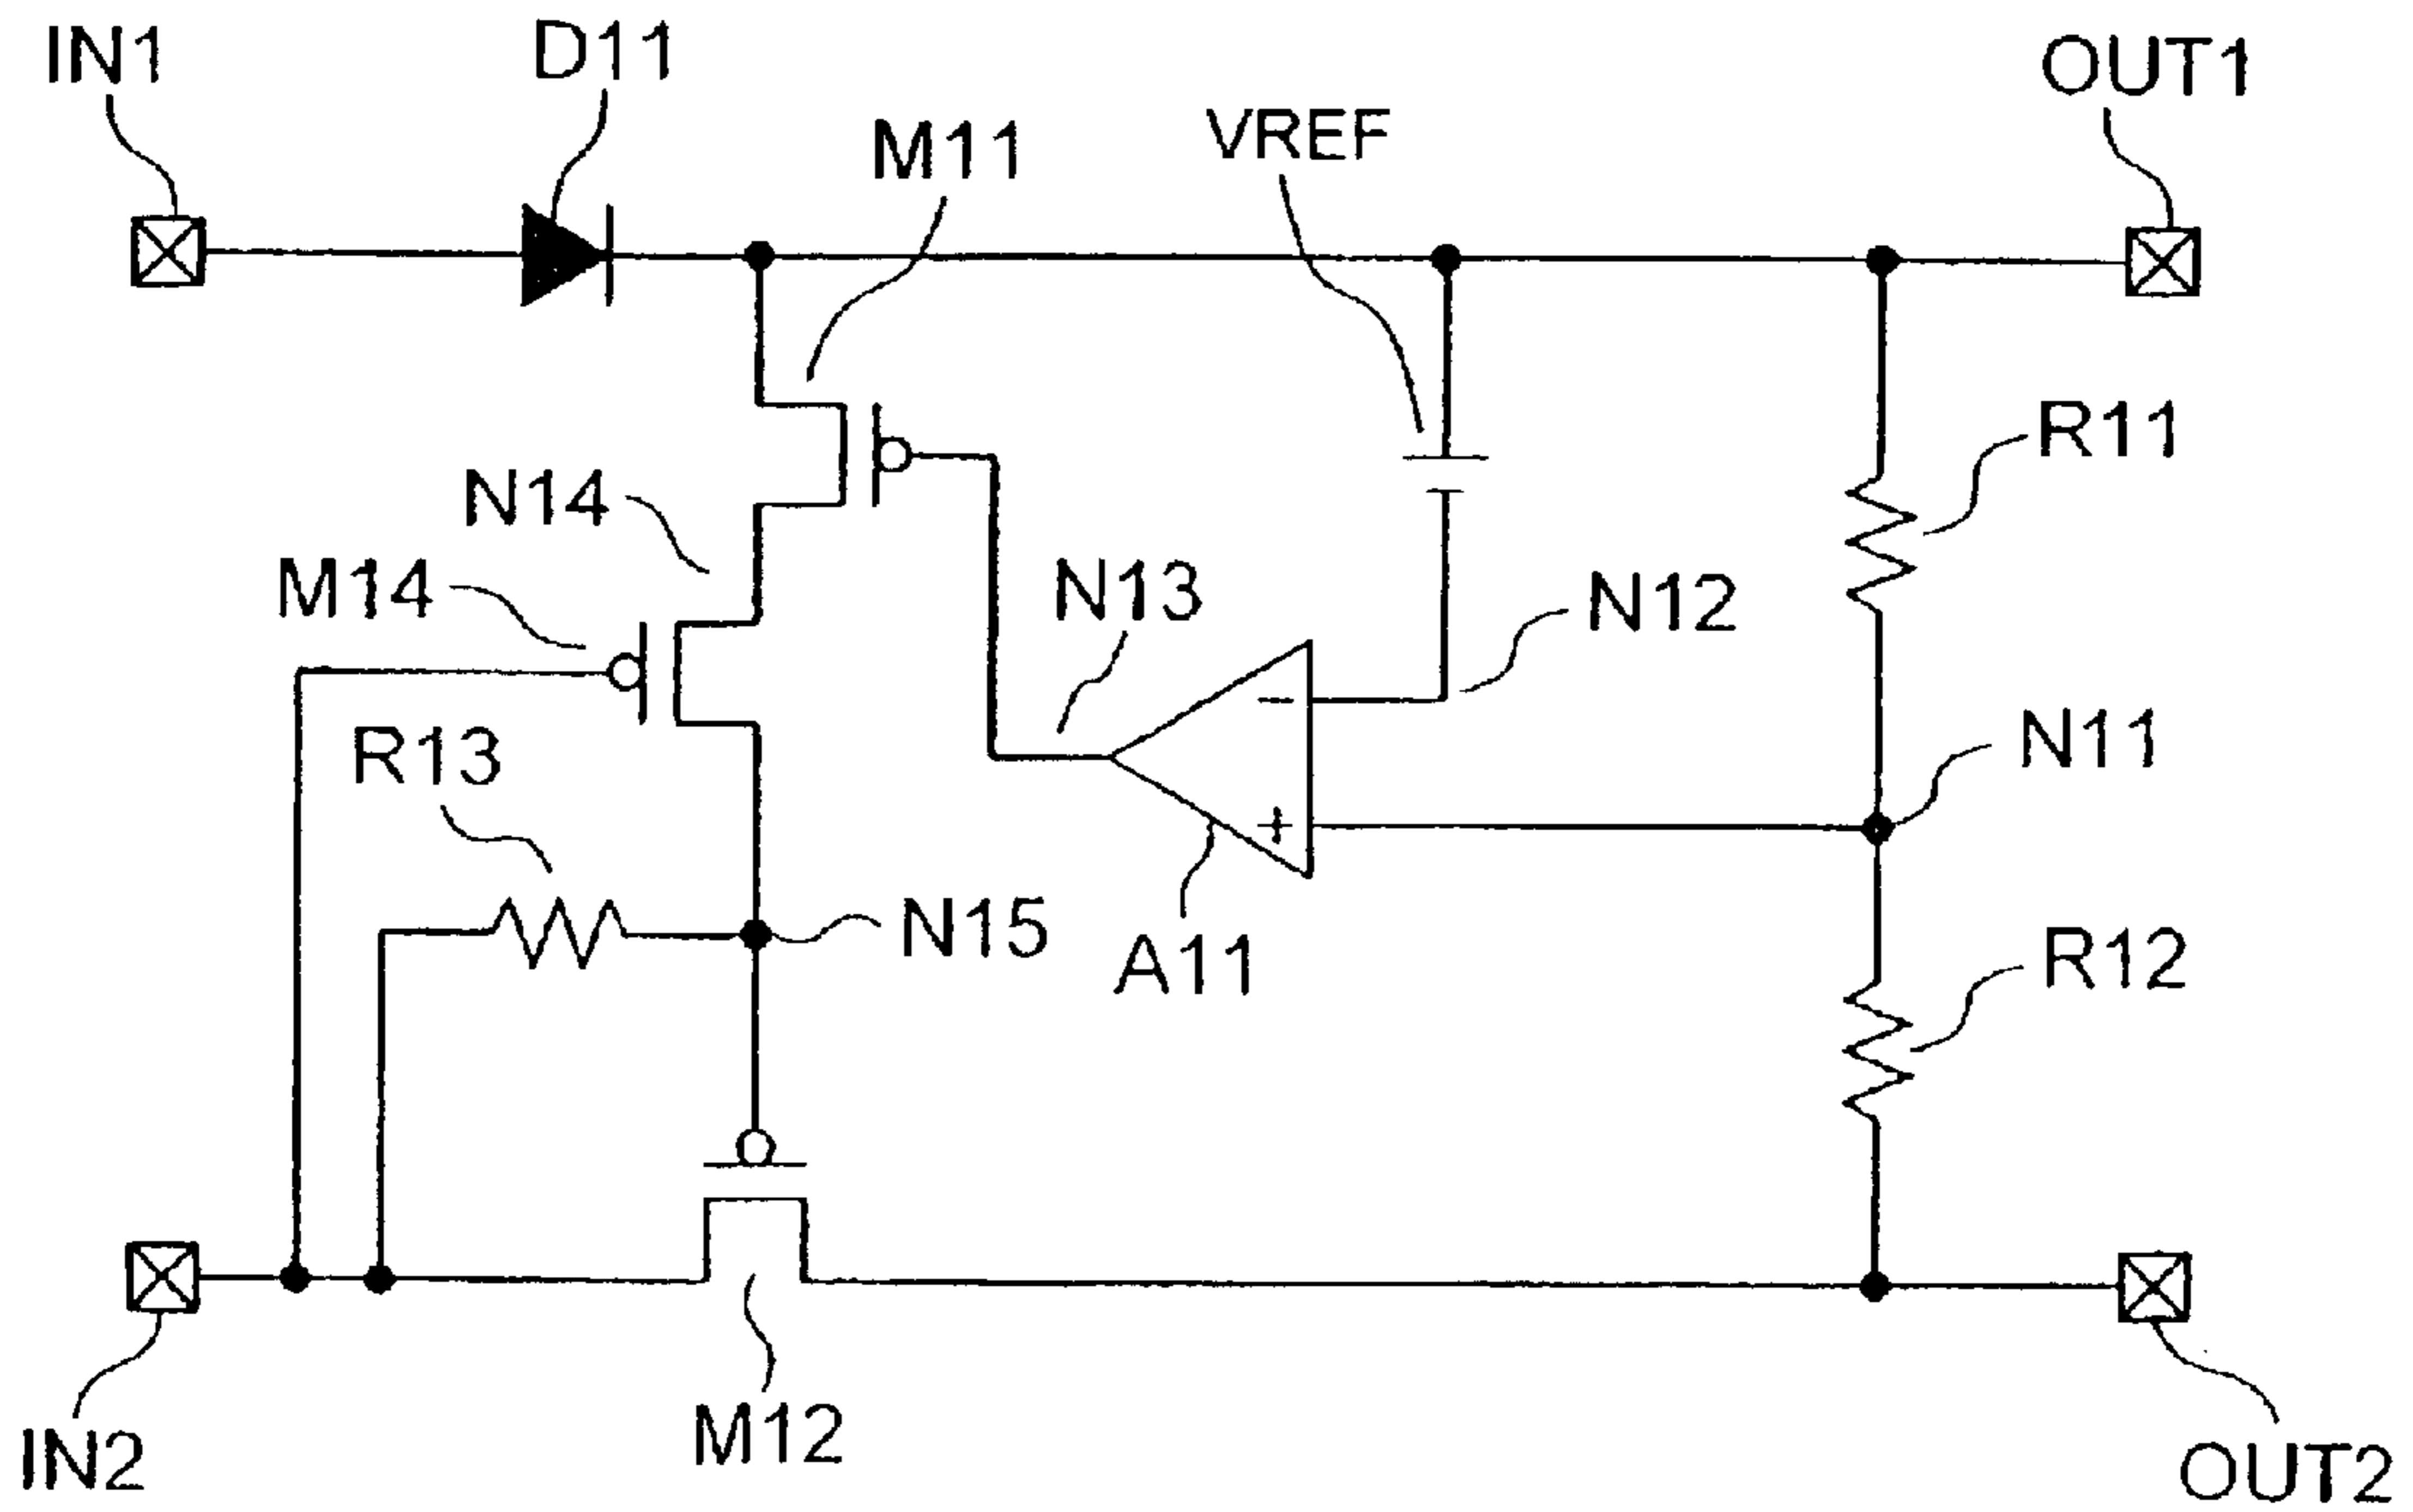 IN1
D11
OUT1
M11
VREF
R11
N14
M14
N13
N12
−
R13
N11
+
N15
A11
R12
M12
IN2
OUT2